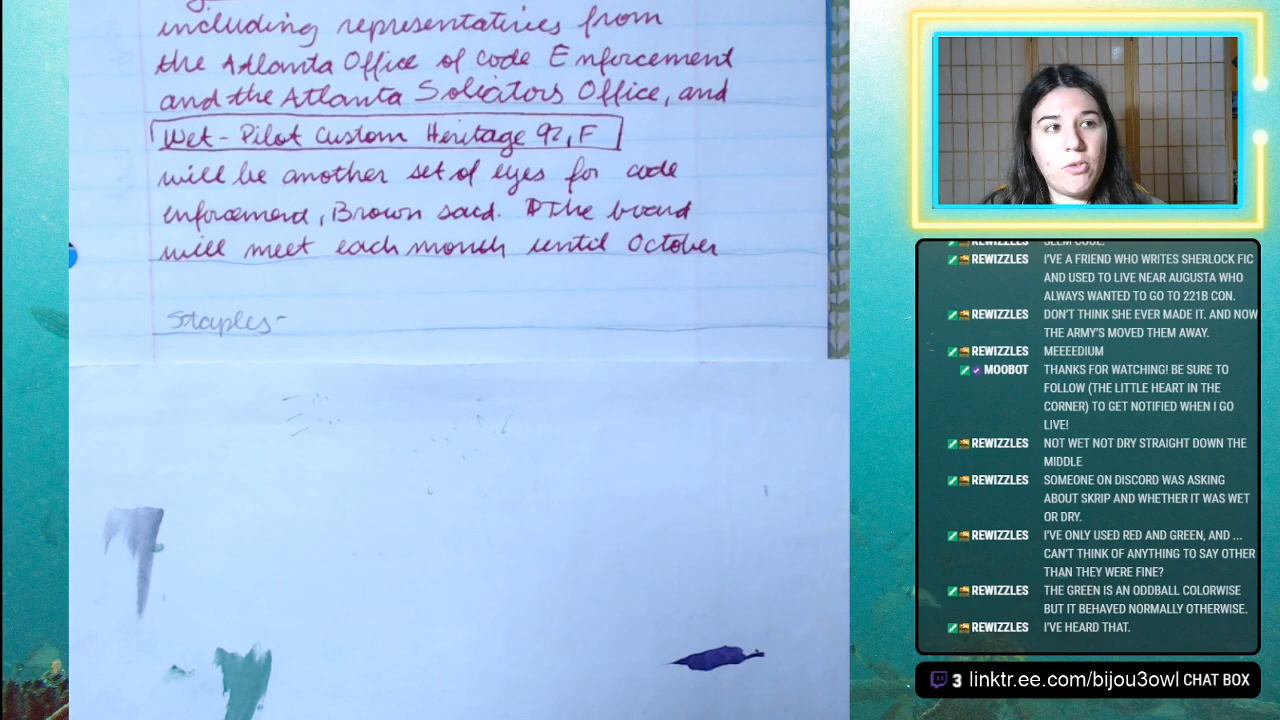 including representatives from
the Atlanta Office of code Enforcement
and the Atlanta Solicitors Office, and
Wet - Pilot Custom Heritage 92, F
will be another set of eyes for code
enforcement, Brown said. The board
will meet each month until October
Staples-
REWIZZLES SEEM COOL.
REWIZZLES I'VE A FRIEND WHO WRITES SHERLOCK FIC
AND USED TO LIVE NEAR AUGUSTA WHO
ALWAYS WANTED TO GO TO 221B CON.
REWIZZLES DON'T THINK SHE EVER MADE IT. AND NOW
THE ARMY'S MOVED THEM AWAY.
REWIZZLES MEEEEDIUM
MOOBOT THANKS FOR WATCHING! BE SURE TO
FOLLOW (THE LITTLE HEART IN THE
CORNER) TO GET NOTIFIED WHEN I GO
LIVE!
REWIZZLES NOT WET NOT DRY STRAIGHT DOWN THE
MIDDLE
REWIZZLES SOMEONE ON DISCORD WAS ASKING
ABOUT SKRIP AND WHETHER IT WAS WET
OR DRY.
REWIZZLES I'VE ONLY USED RED AND GREEN, AND ...
CAN'T THINK OF ANYTHING TO SAY OTHER
THAN THEY WERE FINE?
REWIZZLES THE GREEN IS AN ODDBALL COLORWISE
BUT IT BEHAVED NORMALLY OTHERWISE.
REWIZZLES I'VE HEARD THAT.
3 linktr.ee.com/bijou3owl CHAT BOX